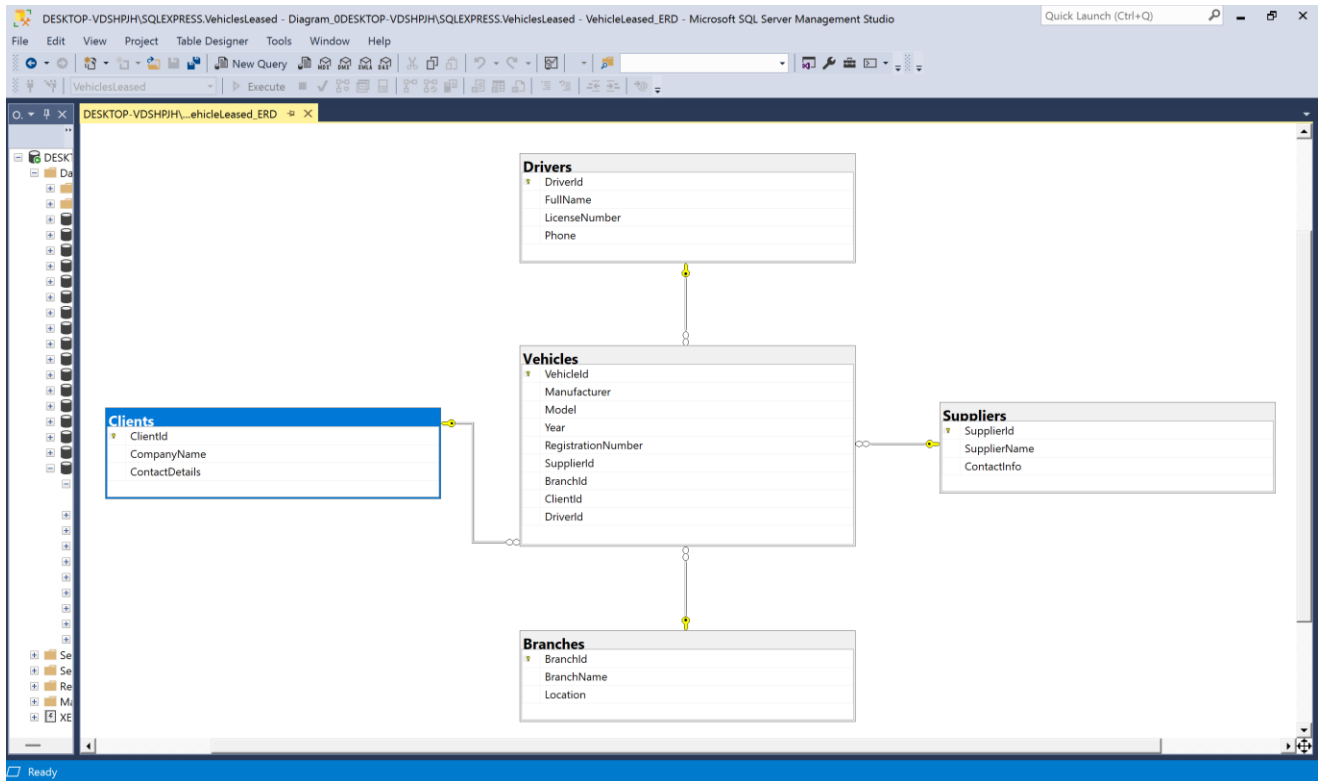 DESKTOP-VDSHPJH\SQLEXPRESS.VehiclesLeased - Diagram_0DESKTOP-VDSHPJH\SQLEXPRESS.VehiclesLeased - VehicleLeased_ERD - Microsoft SQL Server Management Studio
Quick Launch (Ctrl+Q)
File Edit View Project Table Designer Tools Window Help
New Query
VehiclesLeased Execute
O.
DESKTOP-VDSHPJH\...ehicleLeased_ERD
DESKT
Da
Se
Se
Re
Ma
XE
Drivers
DriverId
FullName
LicenseNumber
Phone
Vehicles
VehicleId
Manufacturer
Model
Year
RegistrationNumber
SupplierId
BranchId
ClientId
DriverId
Clients
ClientId
CompanyName
ContactDetails
Suppliers
SupplierId
SupplierName
ContactInfo
Branches
BranchId
BranchName
Location
Ready